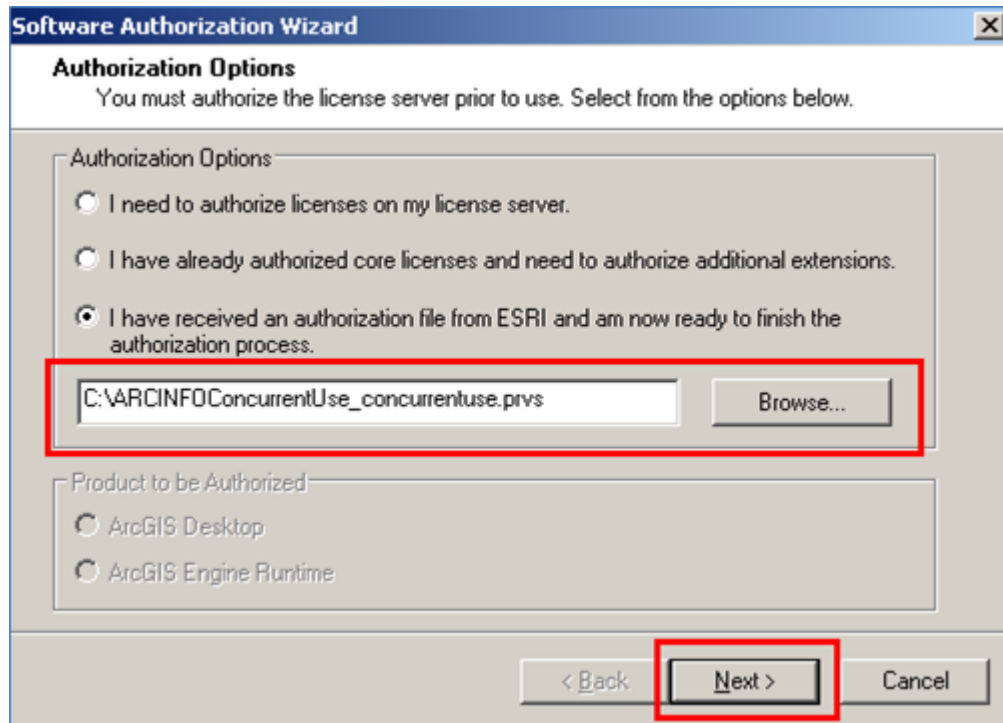 Software Authorization Wizard
Authorization Options
You must authorize the license server prior to use. Select from the options below.
Authorization Options
I need to authorize licenses on my license server.
I have already authorized core licenses and need to authorize additional extensions.
I have received an authorization file from ESRI and am now ready to finish the
authorization process.
C:\ARCINFOConcurrentUse_concurrentuse.prvs
Browse...
Product to be Authorized
ArcGIS Desktop
ArcGIS Engine Runtime
< Back
Next >
Cancel